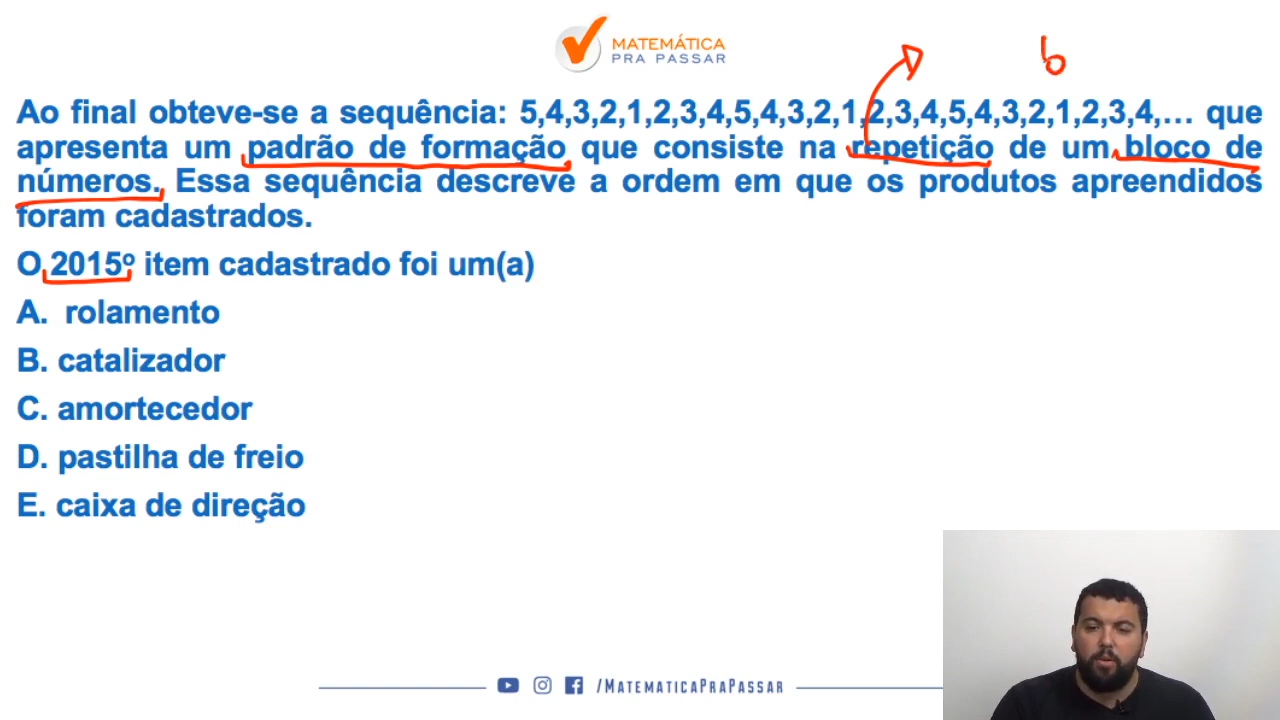 MATEMÁTICA
PRA PASSAR
b
Ao final obteve-se a sequência: 5,4,3,2,1,2,3,4,5,4,3,2,1,2,3,4,5,4,3,2,1,2,3,4,... que
apresenta um padrão de formação que consiste na repetição de um bloco de
números. Essa sequência descreve a ordem em que os produtos apreendidos
foram cadastrados.
O 2015º item cadastrado foi um(a)
A. rolamento
B. catalizador
C. amortecedor
D. pastilha de freio
E. caixa de direção
/MATEMATICAPRAPASSAR